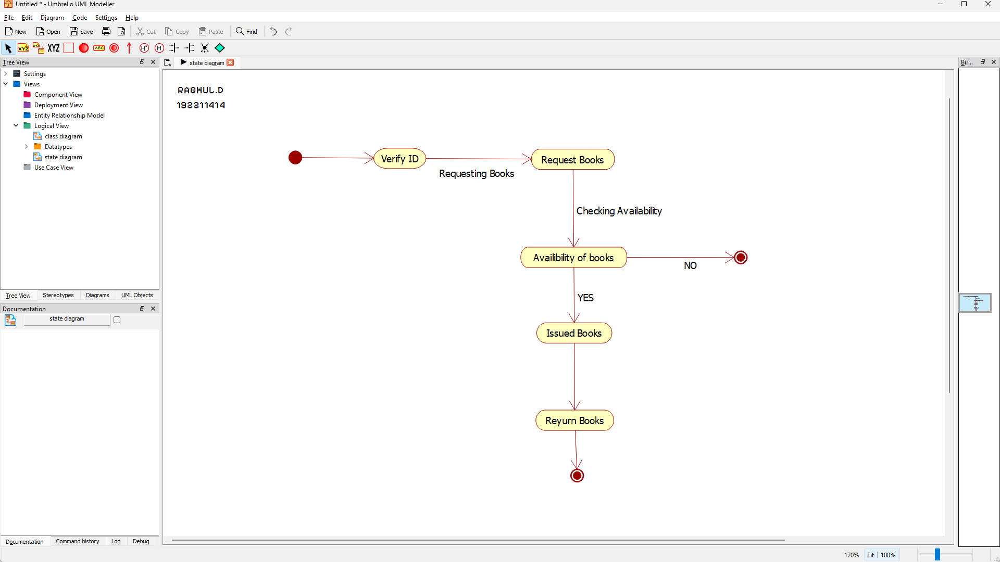 Untitled * - Umbrello UML Modeller
File Edit Diagram Code Settings Help
New Open Save Cut Copy Paste Find
XYZ XYZ XYZ ABC H* H
Tree View
state diagram
Bir...
Settings
Views
Component View
Deployment View
Entity Relationship Model
Logical View
class diagram
Datatypes
state diagram
Use Case View
Tree View Stereotypes Diagrams UML Objects
Documentation
state diagram
Documentation Command history Log Debug
RAGHUL.D
192311414
Verify ID
Requesting Books
Request Books
Checking Availability
Availibility of books
NO
YES
Issued Books
Reyurn Books
170% Fit 100%